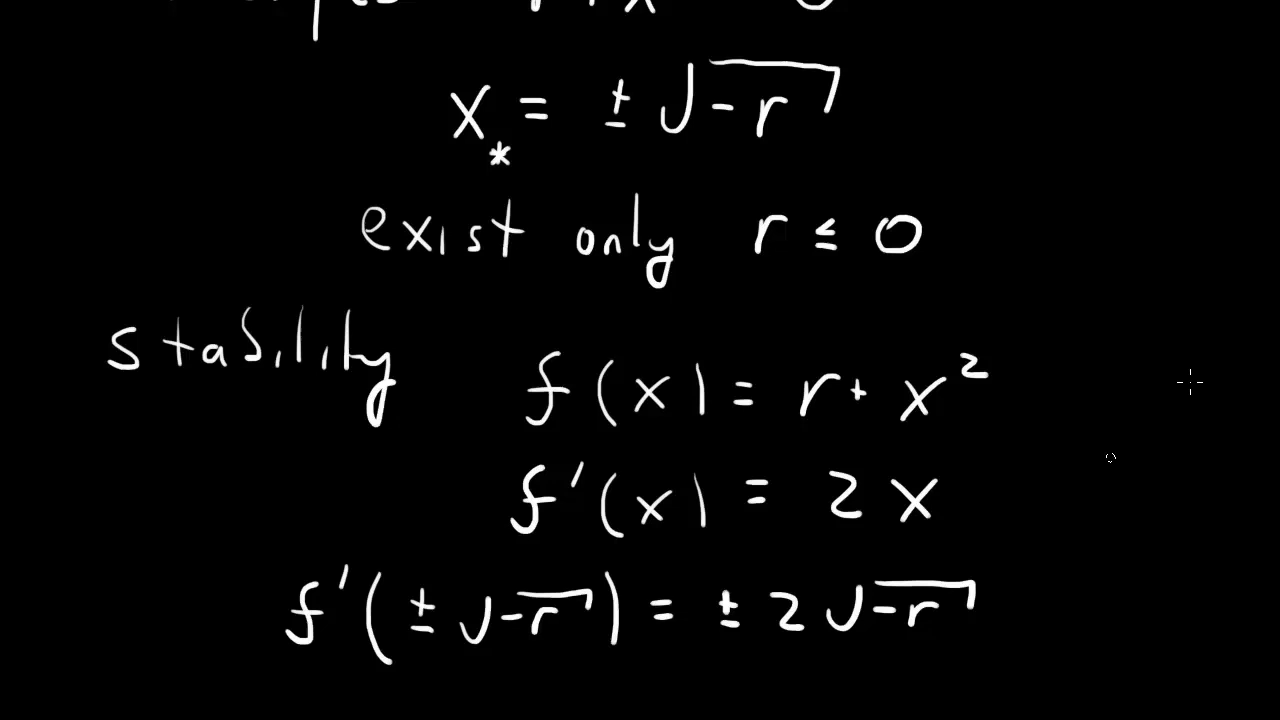 x* = ± √-r
exist only r ≤ 0
stability
f(x) = r + x²
f'(x) = 2x
f'(± √-r) = ± 2√-r